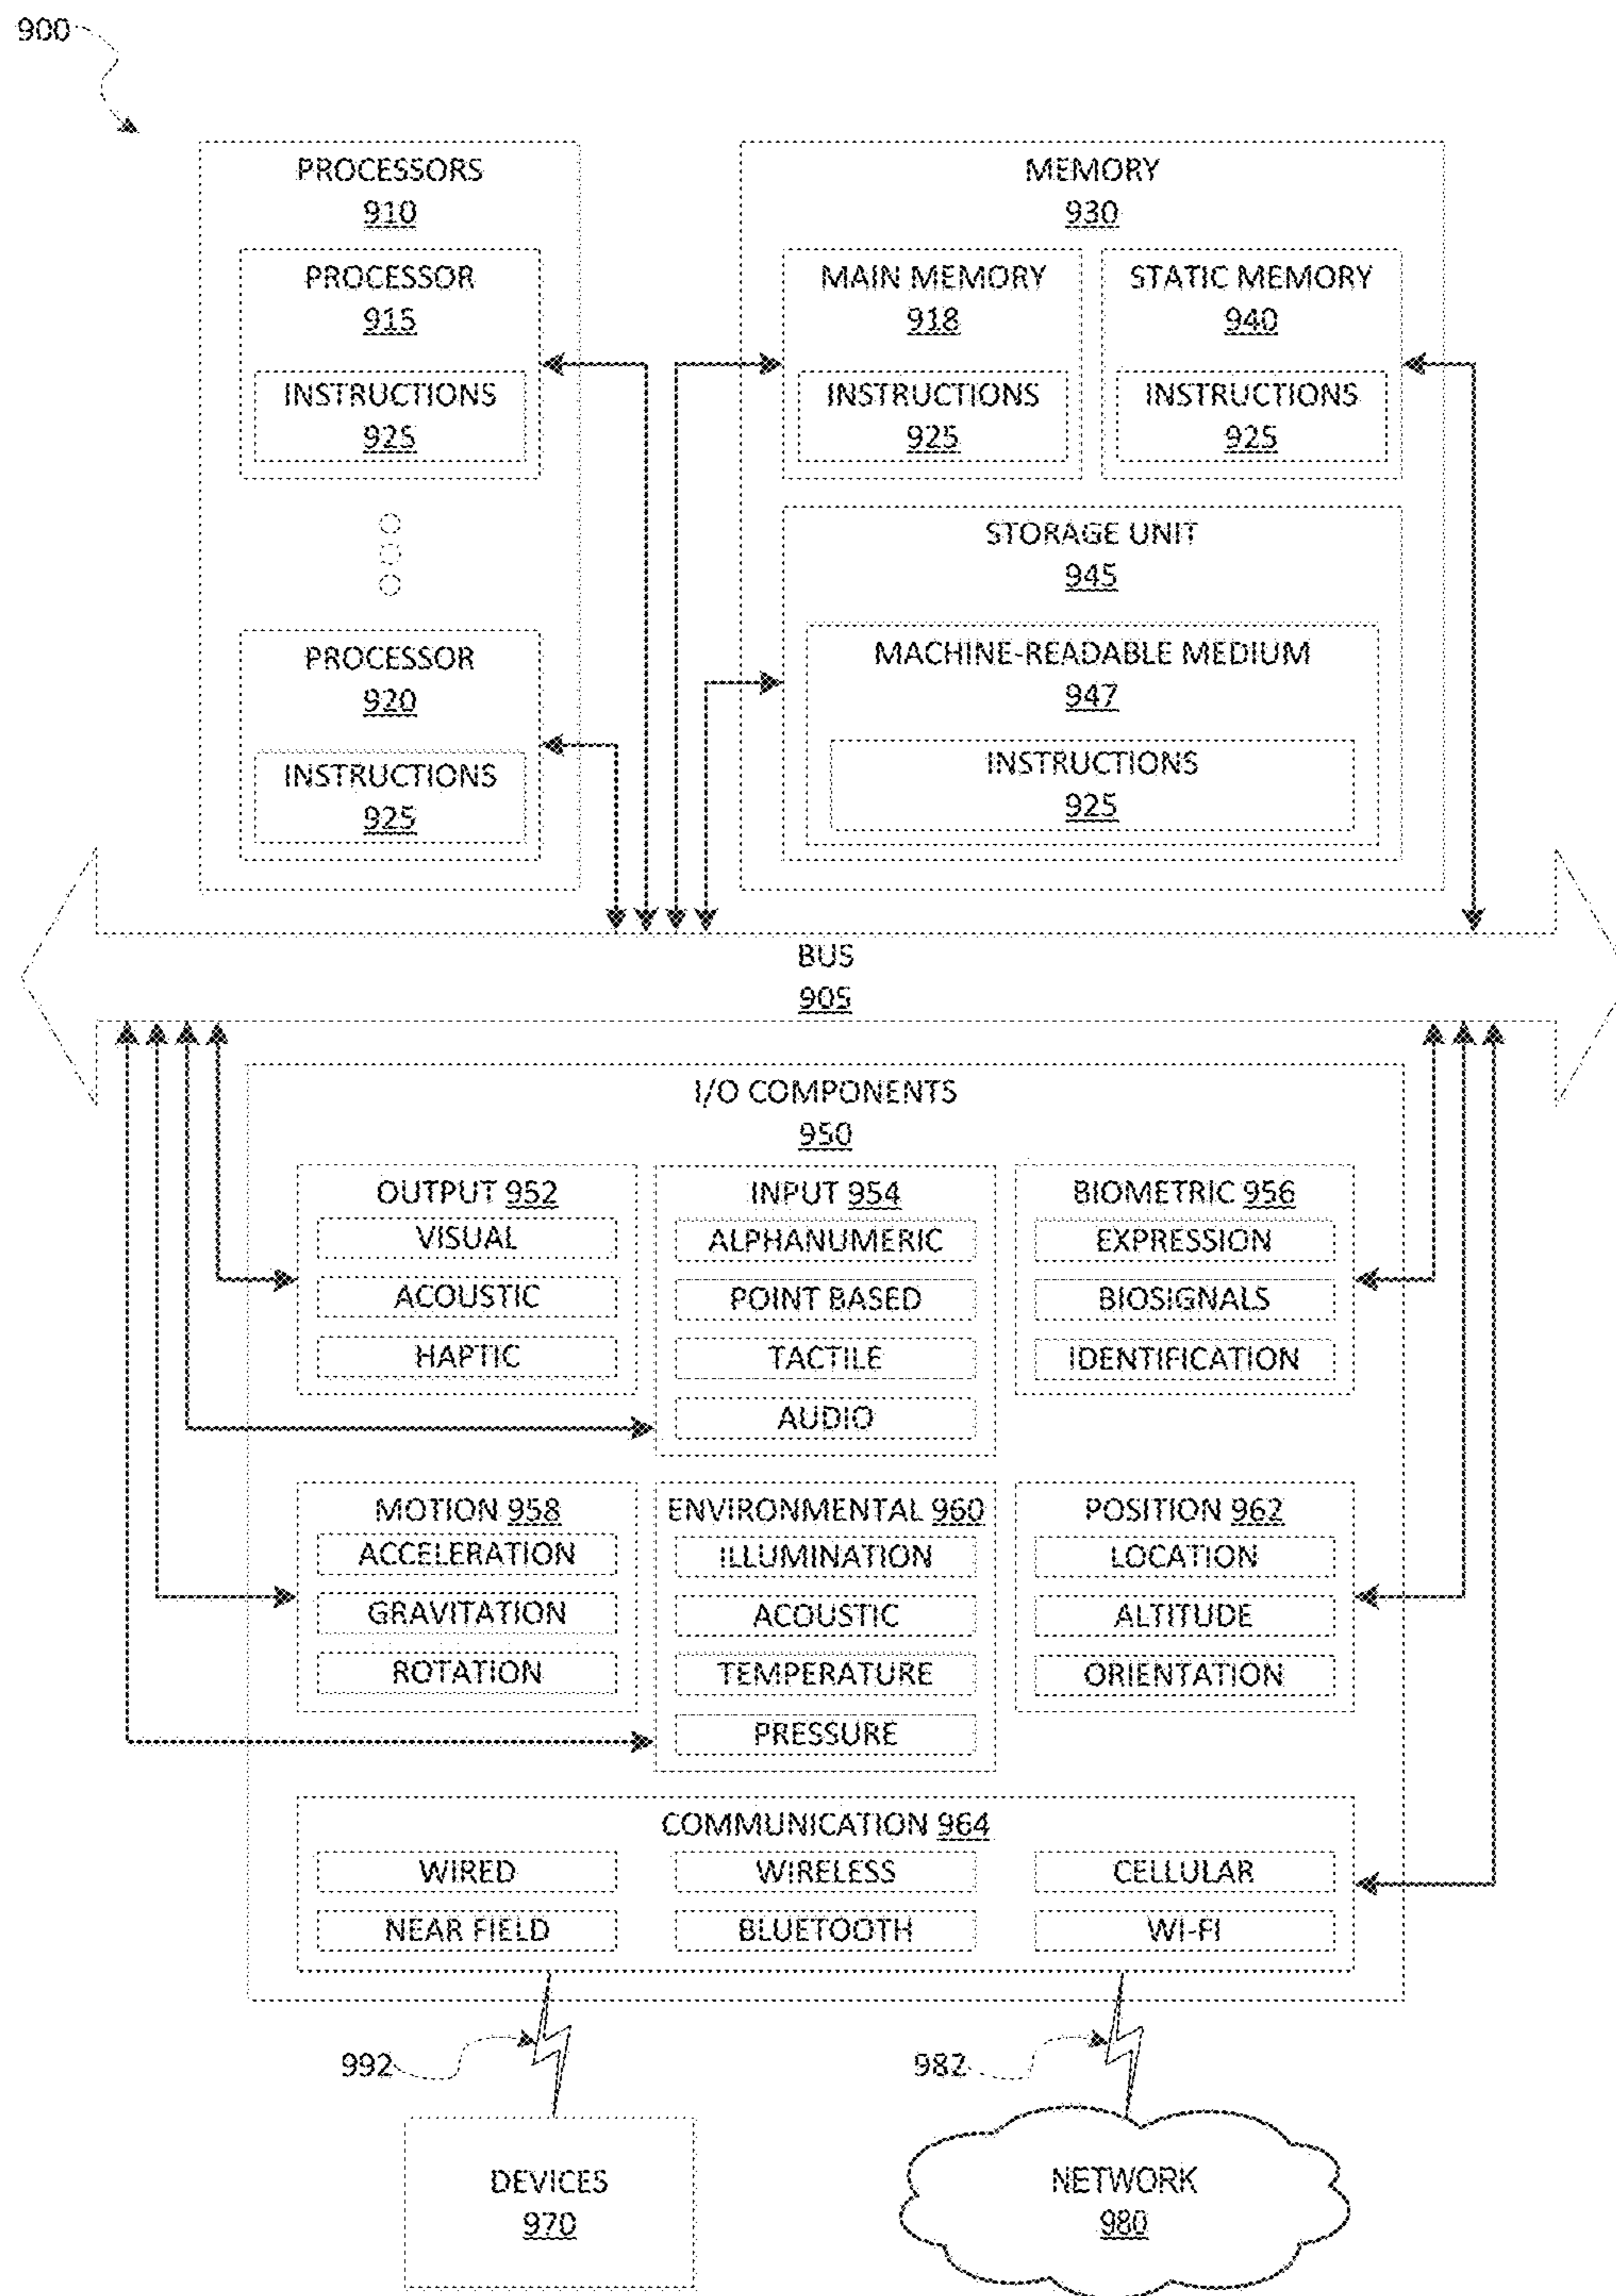 900
PROCESSORS
910
PROCESSOR
915
INSTRUCTIONS
925
PROCESSOR
920
INSTRUCTIONS
925
MEMORY
930
MAIN MEMORY
918
INSTRUCTIONS
925
STATIC MEMORY
940
INSTRUCTIONS
925
STORAGE UNIT
945
MACHINE-READABLE MEDIUM
947
INSTRUCTIONS
925
BUS
905
I/O COMPONENTS
950
OUTPUT 952
VISUAL
ACOUSTIC
HAPTIC
INPUT 954
ALPHANUMERIC
POINT BASED
TACTILE
AUDIO
BIOMETRIC 956
EXPRESSION
BIOSIGNALS
IDENTIFICATION
MOTION 958
ACCELERATION
GRAVITATION
ROTATION
ENVIRONMENTAL 960
ILLUMINATION
ACOUSTIC
TEMPERATURE
PRESSURE
POSITION 962
LOCATION
ALTITUDE
ORIENTATION
COMMUNICATION 964
WIRED
WIRELESS
CELLULAR
NEAR FIELD
BLUETOOTH
WI-FI
992
982
DEVICES
970
NETWORK
980